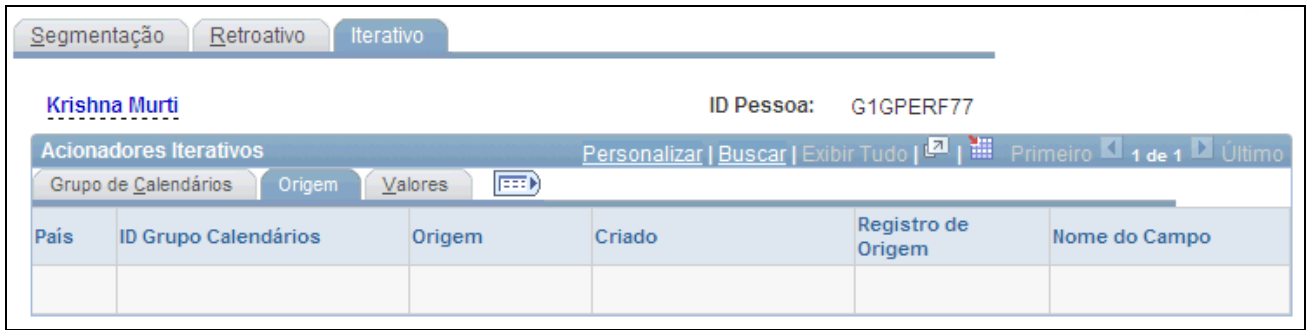 Segmentação Retroativo Iterativo
Krishna Murti ID Pessoa: G1GPERF77
Acionadores Iterativos Personalizar | Buscar | Exibir Tudo | | Primeiro 1 de 1 Último
Grupo de Calendários Origem Valores
País ID Grupo Calendários Origem Criado Registro de Origem Nome do Campo